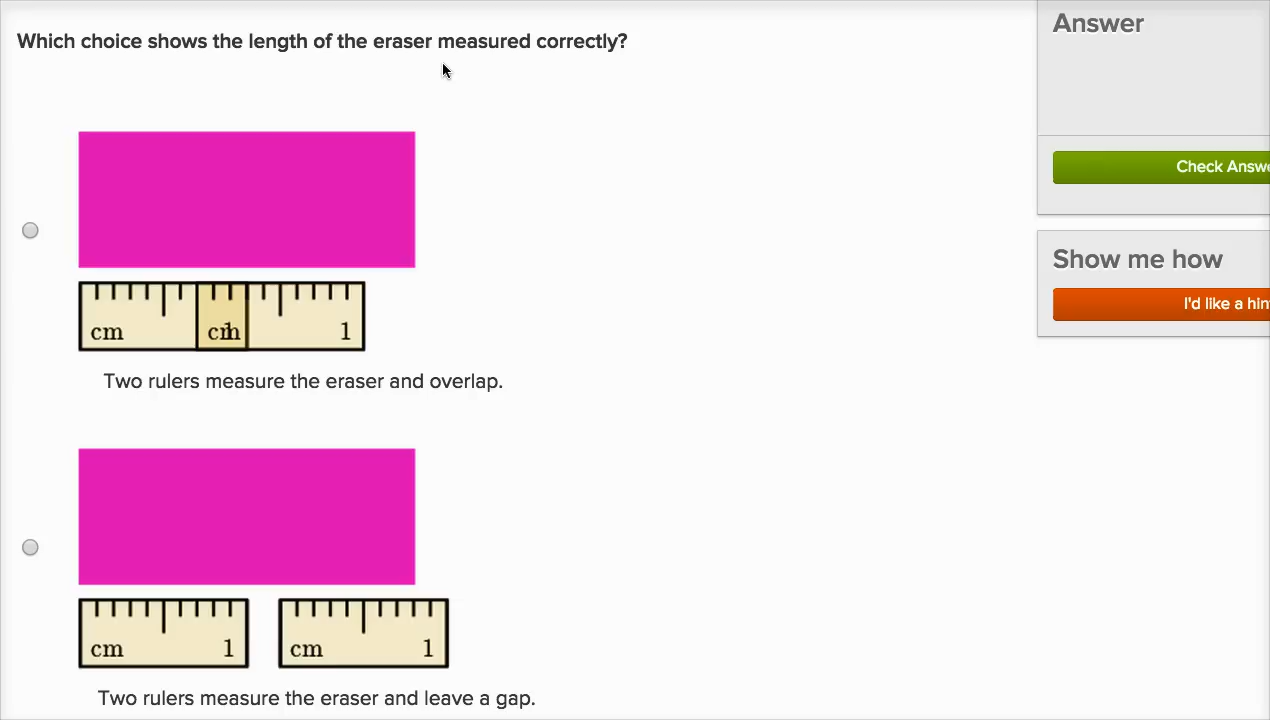 Which choice shows the length of the eraser measured correctly?
Answer
Check Answe
Show me how
I'd like a hin
cm
cm
1
1
Two rulers measure the eraser and overlap.
cm 1
cm 1
Two rulers measure the eraser and leave a gap.